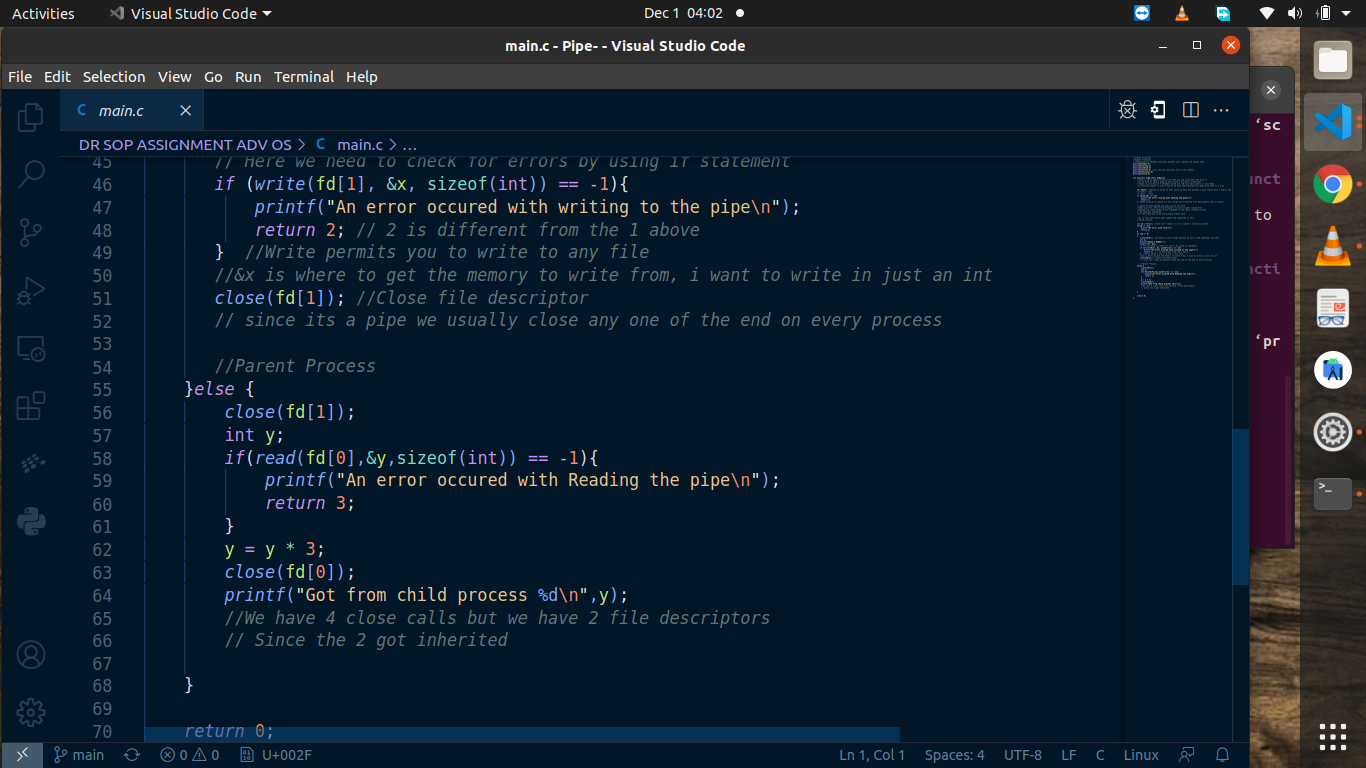 Activities Visual Studio Code Dec 1 04:02
main.c - Pipe- - Visual Studio Code
File Edit Selection View Go Run Terminal Help
C main.c
DR SOP ASSIGNMENT ADV OS > C main.c > ...
45 // Here we need to check for errors by using if statement
46 if (write(fd[1], &x, sizeof(int)) == -1){
47 printf("An error occured with writing to the pipe\n");
48 return 2; // 2 is different from the 1 above
49 } //Write permits you to write to any file
50 //&x is where to get the memory to write from, i want to write in just an int
51 close(fd[1]); //Close file descriptor
52 // since its a pipe we usually close any one of the end on every process
53
54 //Parent Process
55 }else {
56 close(fd[1]);
57 int y;
58 if(read(fd[0],&y,sizeof(int)) == -1){
59 printf("An error occured with Reading the pipe\n");
60 return 3;
61 }
62 y = y * 3;
63 close(fd[0]);
64 printf("Got from child process %d\n",y);
65 //We have 4 close calls but we have 2 file descriptors
66 // Since the 2 got inherited
67
68 }
69
70 return 0;
main 0 0 U+002F Ln 1, Col 1 Spaces: 4 UTF-8 LF C Linux
‘sc
unct
to
ncti
‘pr